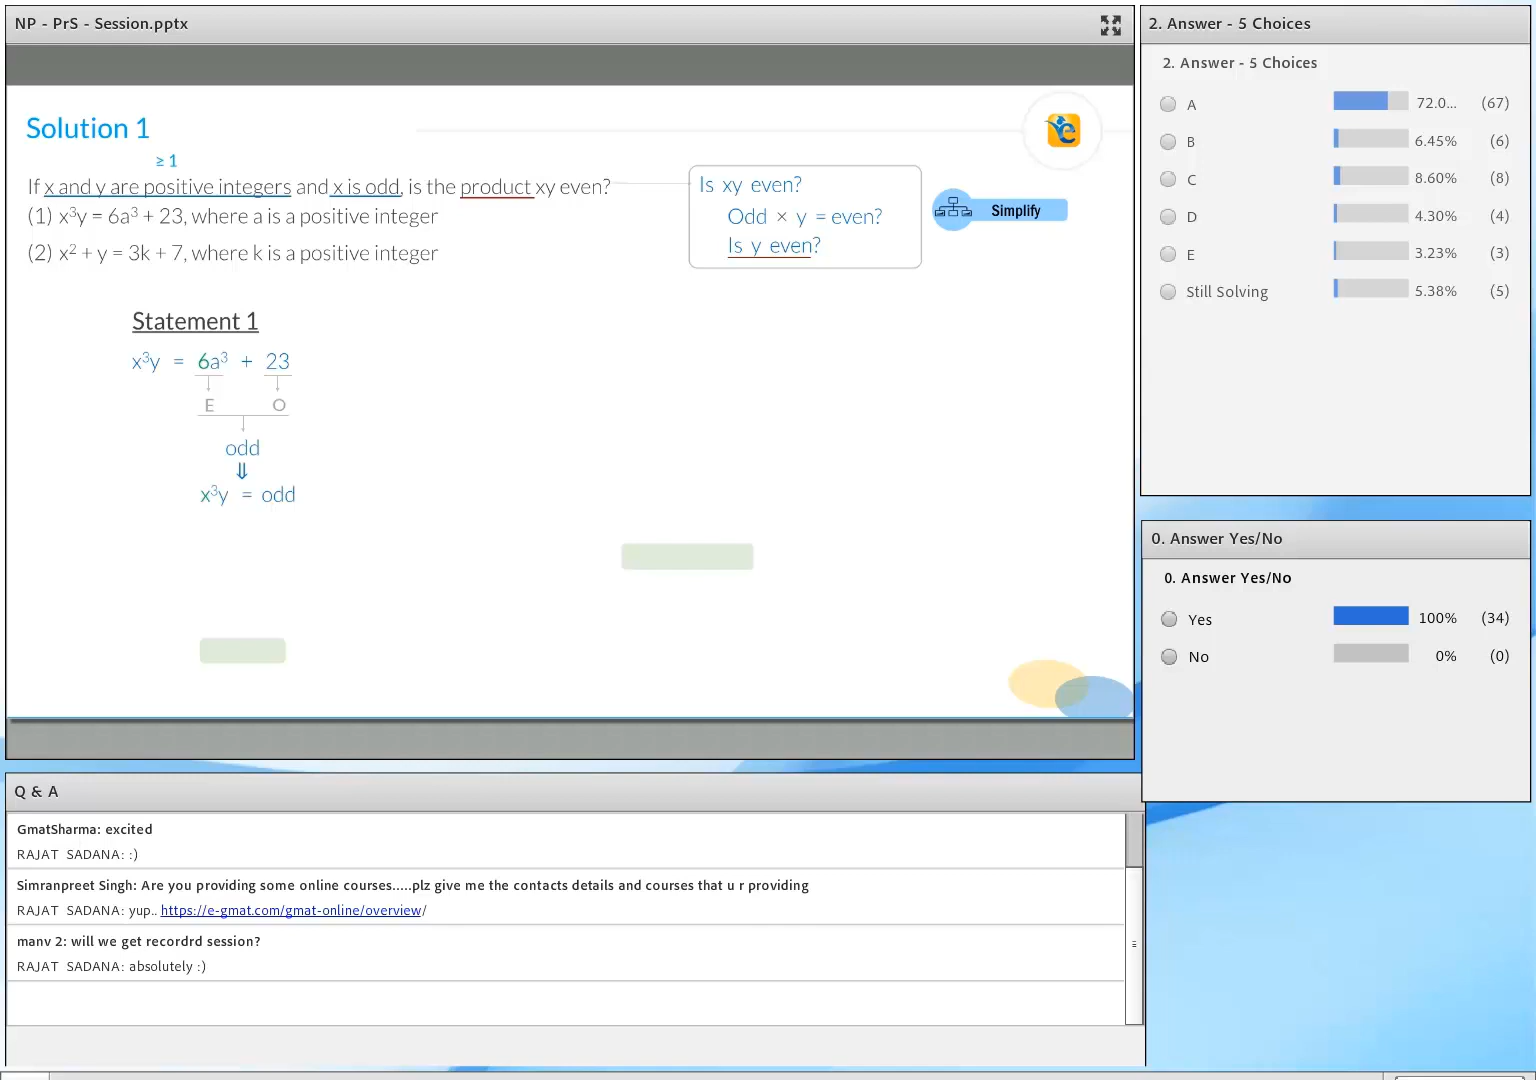 NP - PrS - Session.pptx
Solution 1
≥ 1
If x and y are positive integers and x is odd, is the product xy even?
(1) x³y = 6a³ + 23, where a is a positive integer
(2) x² + y = 3k + 7, where k is a positive integer
Is xy even?
Odd × y = even?
Is y even?
Simplify
Statement 1
x³y = 6a³ + 23
E O
odd
⇓
x³y = odd
2. Answer - 5 Choices
2. Answer - 5 Choices
A 72.0... (67)
B 6.45% (6)
C 8.60% (8)
D 4.30% (4)
E 3.23% (3)
Still Solving 5.38% (5)
0. Answer Yes/No
0. Answer Yes/No
Yes 100% (34)
No 0% (0)
Q & A
GmatSharma: excited
RAJAT SADANA: :)
Simranpreet Singh: Are you providing some online courses.....plz give me the contacts details and courses that u r providing
RAJAT SADANA: yup.. https://e-gmat.com/gmat-online/overview/
manv 2: will we get recordrd session?
RAJAT SADANA: absolutely :)